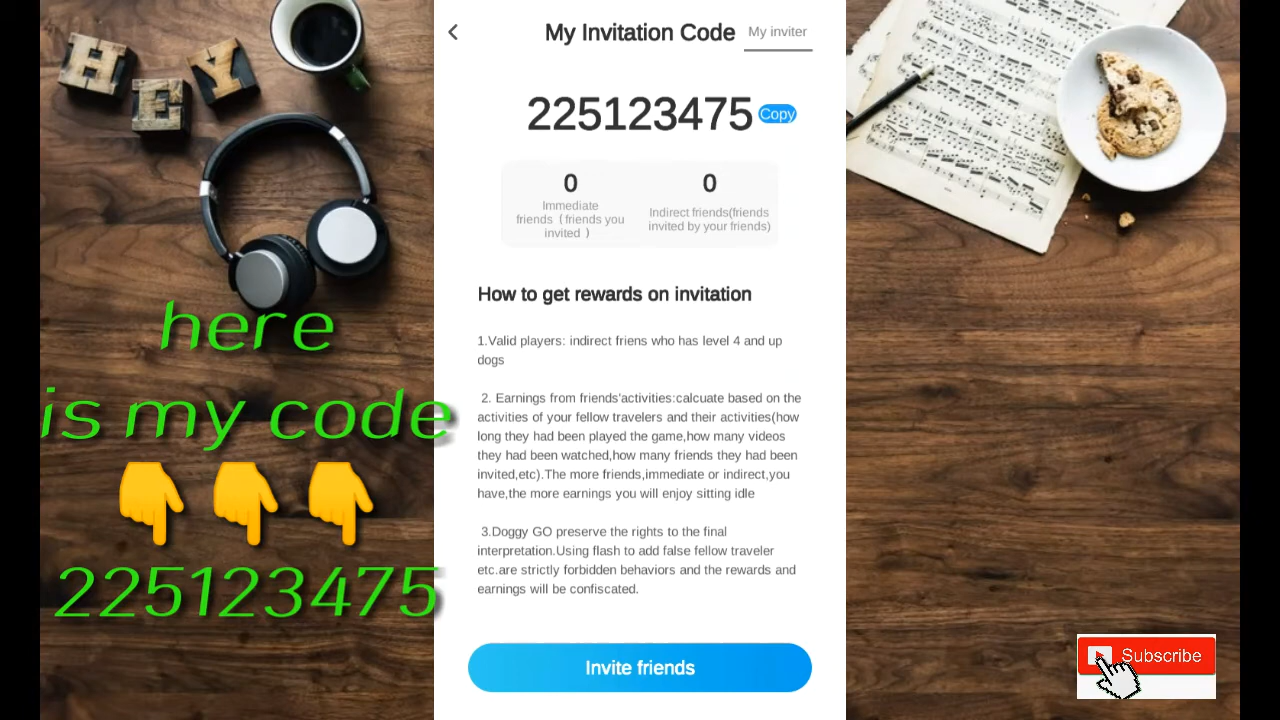 HEY
My Invitation Code
My inviter
225123475
Copy
0
0
Immediate
friends（friends you
invited ）
Indirect friends(friends
invited by your friends)
How to get rewards on invitation
1.Valid players: indirect friens who has level 4 and up
dogs
2. Earnings from friends'activities:calcuate based on the
activities of your fellow travelers and their activities(how
long they had been played the game,how many videos
they had been watched,how many friends they had been
invited,etc).The more friends,immediate or indirect,you
have,the more earnings you will enjoy sitting idle
3.Doggy GO preserve the rights to the final
interpretation.Using flash to add false fellow traveler
etc.are strictly forbidden behaviors and the rewards and
earnings will be confiscated.
Invite friends
here
is my code
👇👇👇
225123475
Subscribe